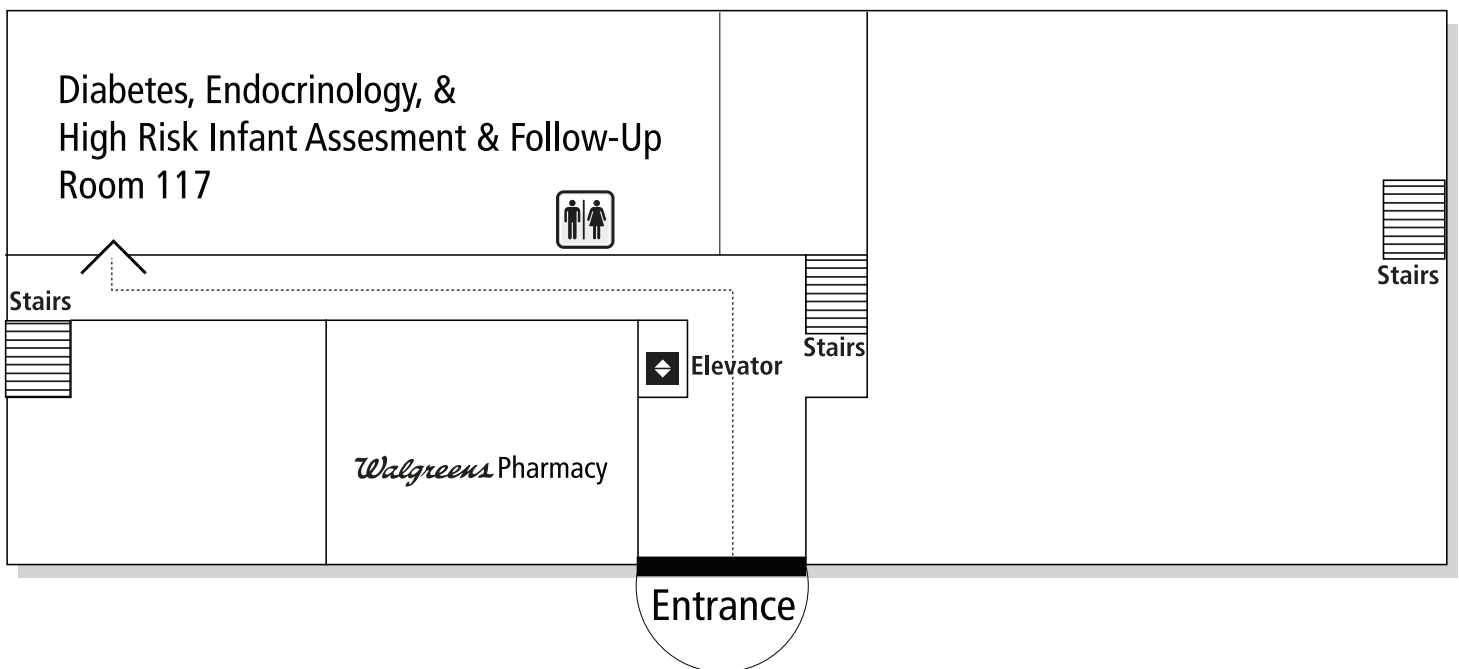 Diabetes, Endocrinology, &
High Risk Infant Assesment & Follow-Up
Room 117
Stairs
Stairs
Stairs
Elevator
Walgreens Pharmacy
Entrance